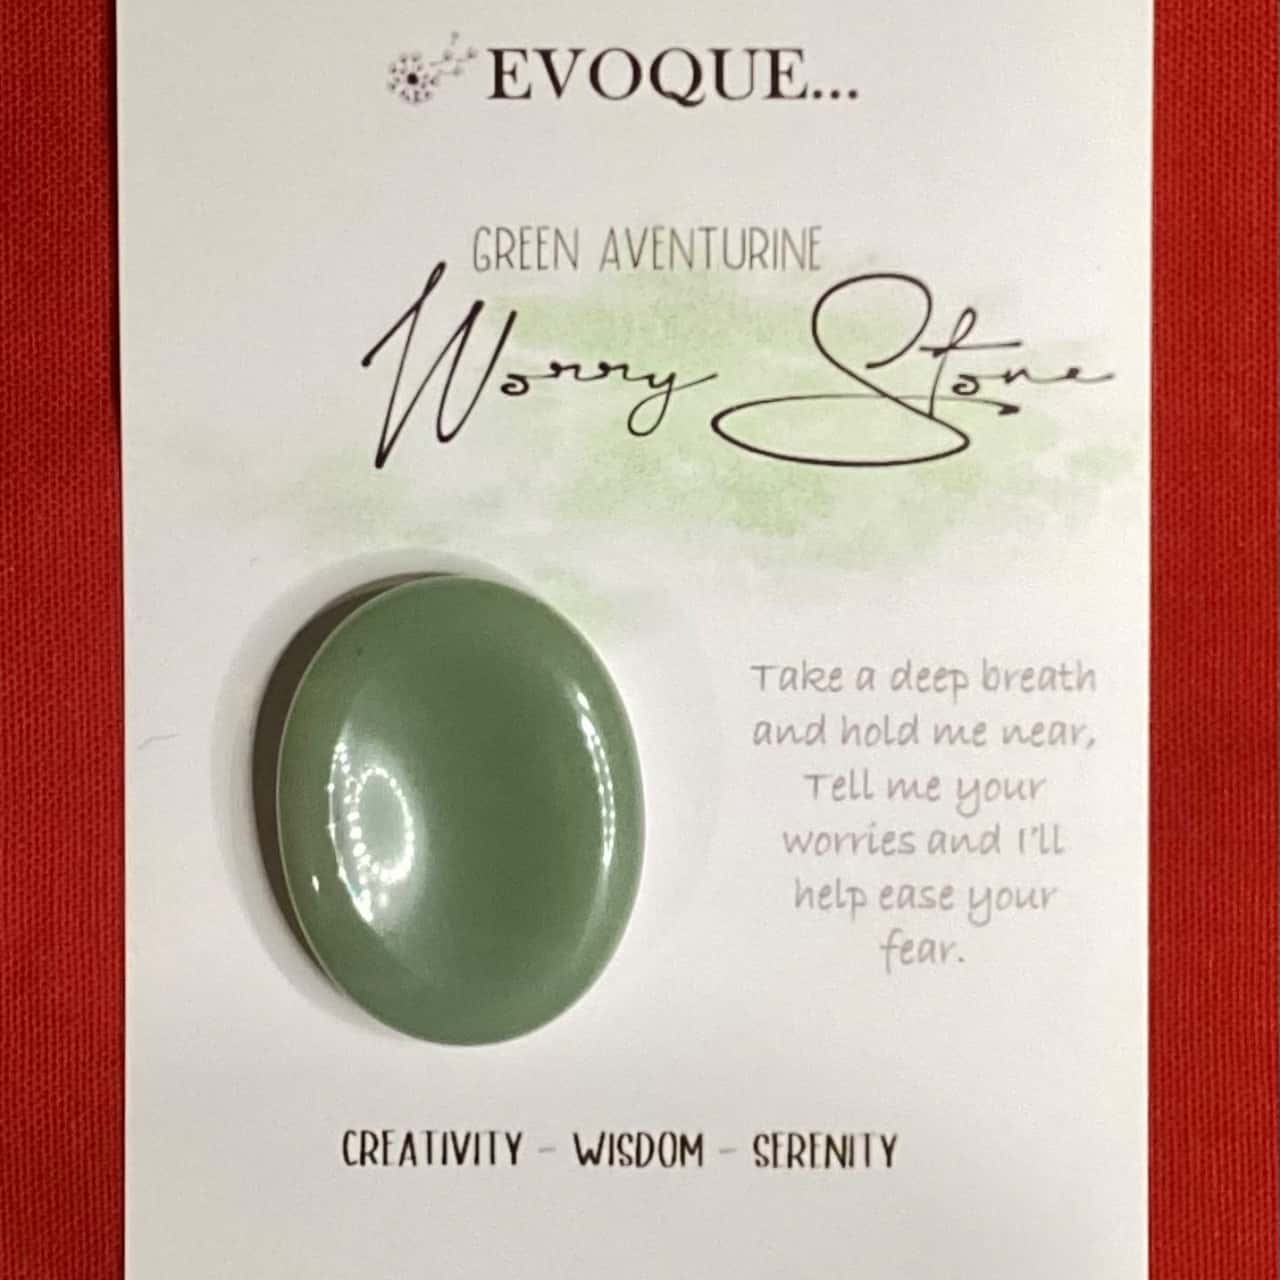 EVOQUE...
GREEN AVENTURINE
Worry Stone
Take a deep breath
and hold me near,
Tell me your
worries and I'll
help ease your
fear.
CREATIVITY - WISDOM - SERENITY